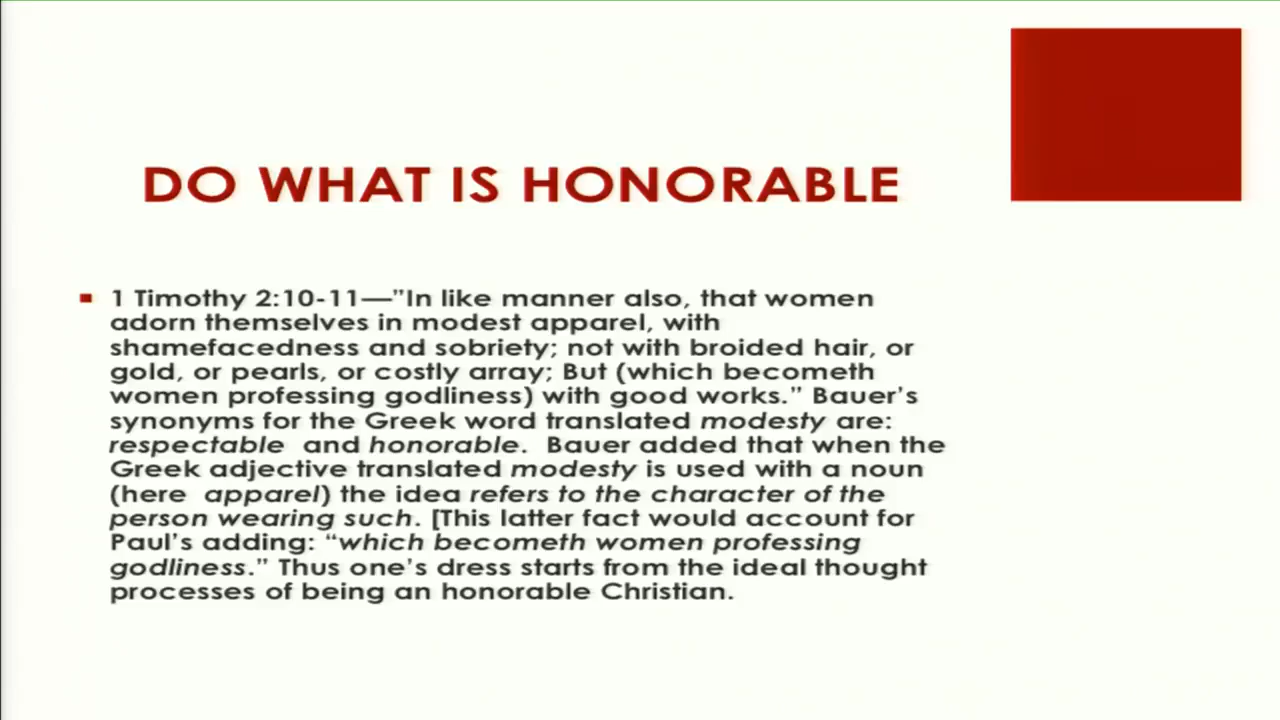 DO WHAT IS HONORABLE
1 Timothy 2:10-11—”In like manner also, that women
adorn themselves in modest apparel, with
shamefacedness and sobriety; not with broided hair, or
gold, or pearls, or costly array; But (which becometh
women professing godliness) with good works.” Bauer’s
synonyms for the Greek word translated modesty are:
respectable and honorable. Bauer added that when the
Greek adjective translated modesty is used with a noun
(here apparel) the idea refers to the character of the
person wearing such. [This latter fact would account for
Paul’s adding: “which becometh women professing
godliness.” Thus one’s dress starts from the ideal thought
processes of being an honorable Christian.